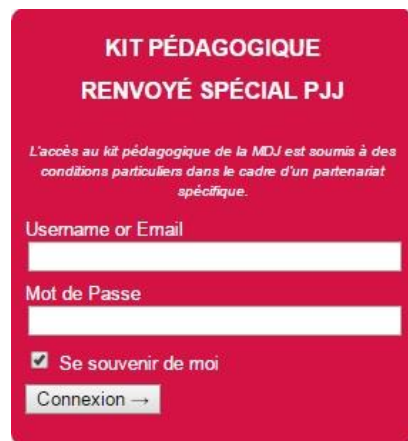 KIT PÉDAGOGIQUE
RENVOYÉ SPÉCIAL PJJ
L'accès au kit pédagogique de la MDJ est soumis à des
conditions particuliers dans le cadre d'un partenariat
spécifique.
Username or Email
Mot de Passe
Se souvenir de moi
Connexion →